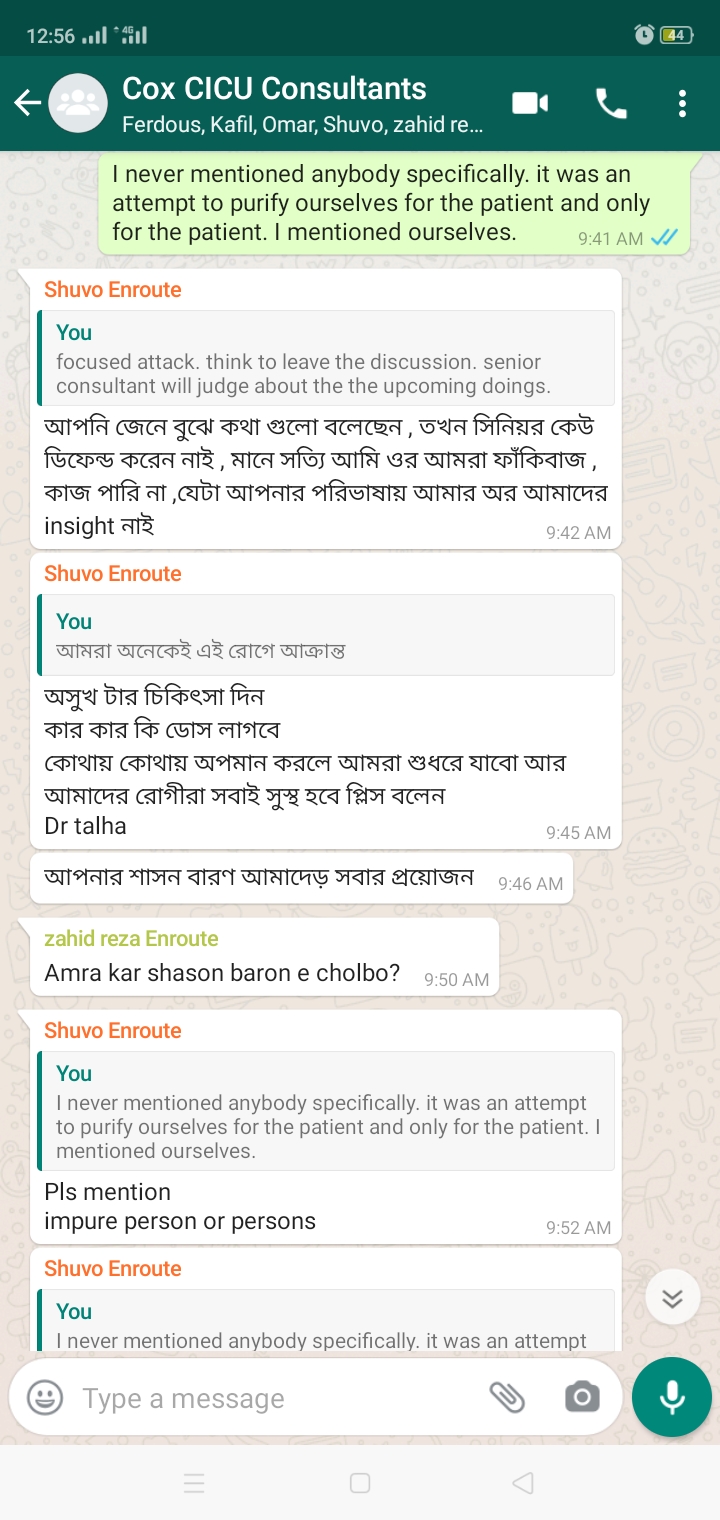 12:56
4G
44
Cox CICU Consultants
Ferdous, Kafil, Omar, Shuvo, zahid re...
I never mentioned anybody specifically. it was an
attempt to purify ourselves for the patient and only
for the patient. I mentioned ourselves.
9:41 AM
Shuvo Enroute
You
focused attack. think to leave the discussion. senior
consultant will judge about the the upcoming doings.
আপনি জেনে বুঝে কথা গুলো বলেছেন , তখন সিনিয়র কেউ
ডিফেন্ড করেন নাই , মানে সত্যি আমি ওর আমরা ফাঁকিবাজ ,
কাজ পারি না ,যেটা আপনার পরিভাষায় আমার অর আমাদের
insight নাই
9:42 AM
Shuvo Enroute
You
আমরা অনেকেই এই রোগে আক্রান্ত
অসুখ টার চিকিৎসা দিন
কার কার কি ডোস লাগবে
কোথায় কোথায় অপমান করলে আমরা শুধরে যাবো আর
আমাদের রোগীরা সবাই সুস্থ হবে প্লিস বলেন
Dr talha
9:45 AM
আপনার শাসন বারণ আমাদেড় সবার প্রয়োজন
9:46 AM
zahid reza Enroute
Amra kar shason baron e cholbo?
9:50 AM
Shuvo Enroute
You
I never mentioned anybody specifically. it was an attempt
to purify ourselves for the patient and only for the patient. I
mentioned ourselves.
Pls mention
impure person or persons
9:52 AM
Shuvo Enroute
You
I never mentioned anybody specifically. it was an attempt
Type a message